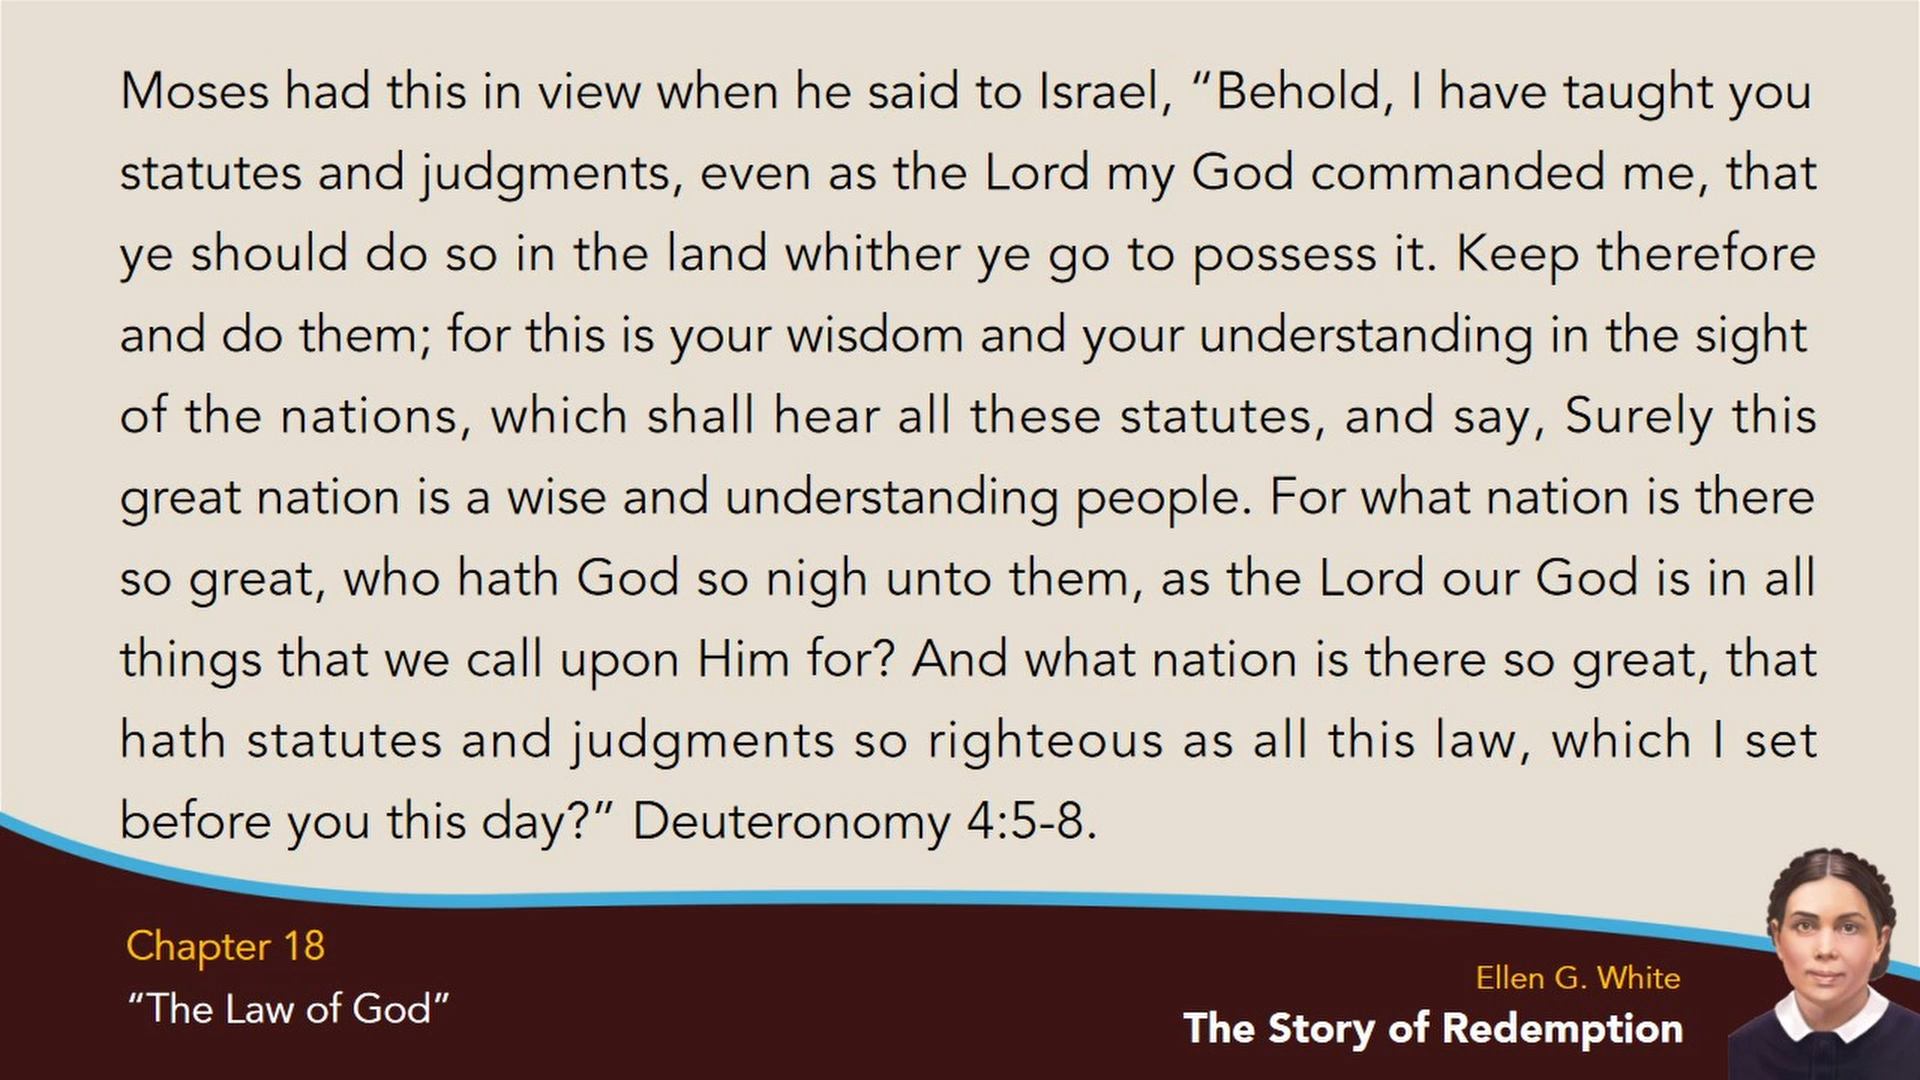 Moses had this in view when he said to Israel, “Behold, I have taught you
statutes and judgments, even as the Lord my God commanded me, that
ye should do so in the land whither ye go to possess it. Keep therefore
and do them; for this is your wisdom and your understanding in the sight
of the nations, which shall hear all these statutes, and say, Surely this
great nation is a wise and understanding people. For what nation is there
so great, who hath God so nigh unto them, as the Lord our God is in all
things that we call upon Him for? And what nation is there so great, that
hath statutes and judgments so righteous as all this law, which I set
before you this day?” Deuteronomy 4:5-8.
Chapter 18
“The Law of God”
Ellen G. White
The Story of Redemption